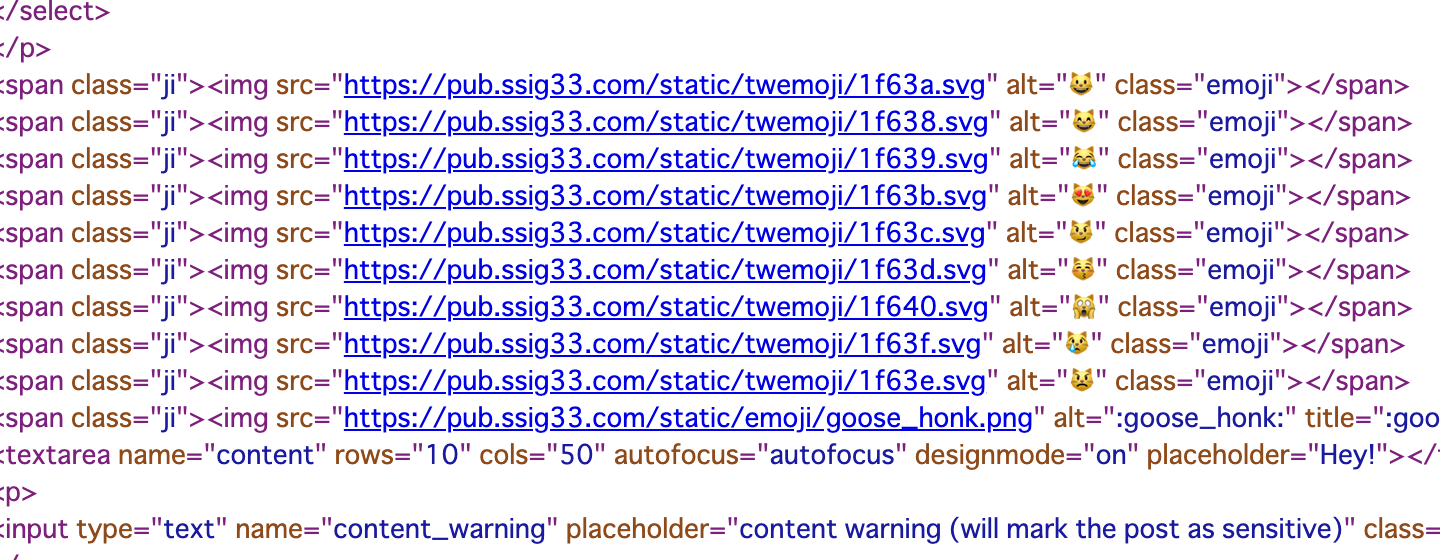 </select>
</p>
<span class="ji"><img src="https://pub.ssig33.com/static/twemoji/1f63a.svg" alt="😺" class="emoji"></span>
<span class="ji"><img src="https://pub.ssig33.com/static/twemoji/1f638.svg" alt="😸" class="emoji"></span>
<span class="ji"><img src="https://pub.ssig33.com/static/twemoji/1f639.svg" alt="😹" class="emoji"></span>
<span class="ji"><img src="https://pub.ssig33.com/static/twemoji/1f63b.svg" alt="😻" class="emoji"></span>
<span class="ji"><img src="https://pub.ssig33.com/static/twemoji/1f63c.svg" alt="😼" class="emoji"></span>
<span class="ji"><img src="https://pub.ssig33.com/static/twemoji/1f63d.svg" alt="😽" class="emoji"></span>
<span class="ji"><img src="https://pub.ssig33.com/static/twemoji/1f640.svg" alt="🙀" class="emoji"></span>
<span class="ji"><img src="https://pub.ssig33.com/static/twemoji/1f63f.svg" alt="😿" class="emoji"></span>
<span class="ji"><img src="https://pub.ssig33.com/static/twemoji/1f63e.svg" alt="😾" class="emoji"></span>
<span class="ji"><img src="https://pub.ssig33.com/static/emoji/goose_honk.png" alt=":goose_honk:" title=":goo
<textarea name="content" rows="10" cols="50" autofocus="autofocus" designmode="on" placeholder="Hey!"></
<p>
<input type="text" name="content_warning" placeholder="content warning (will mark the post as sensitive)" class=